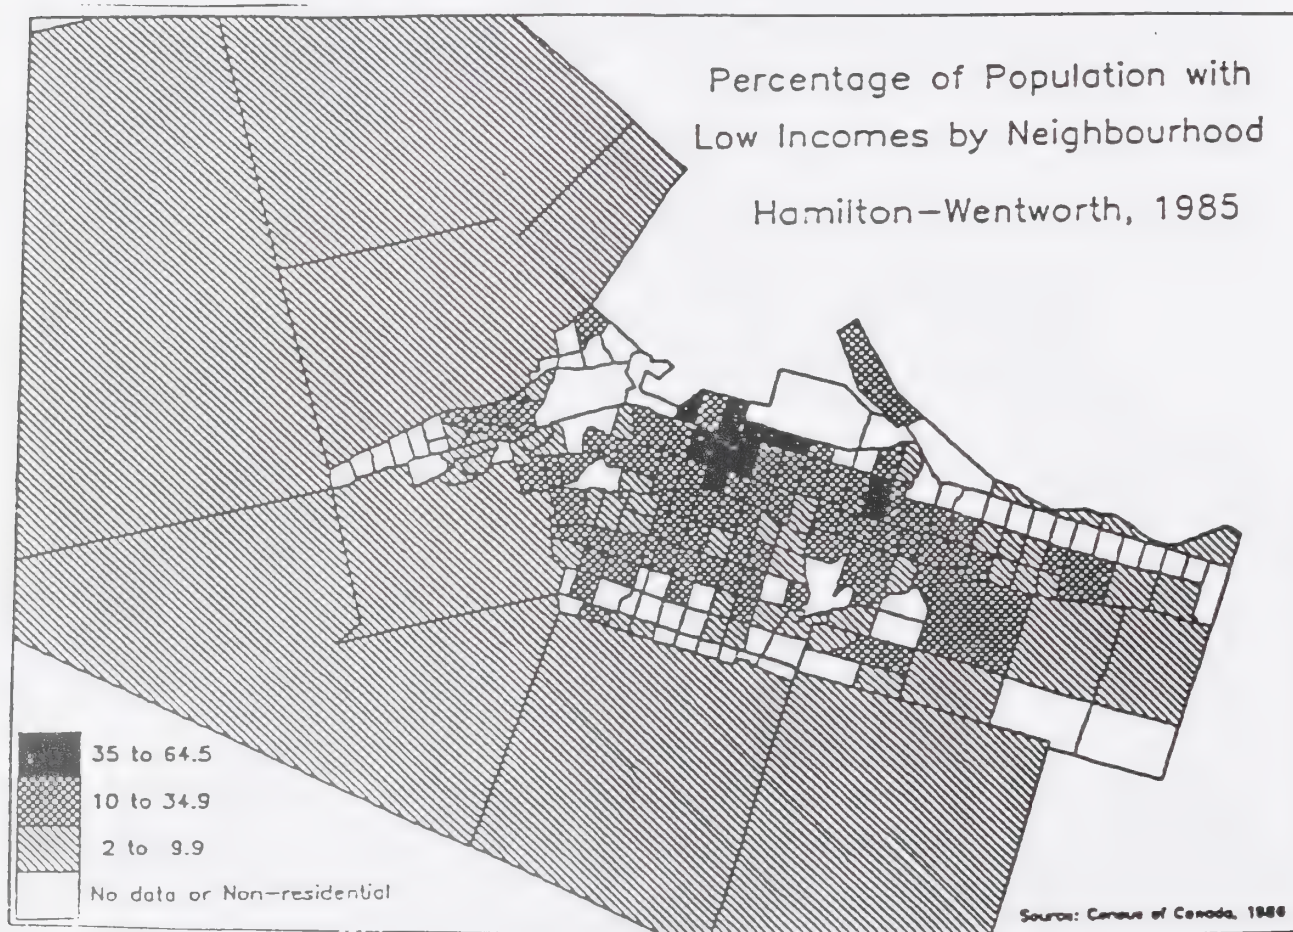 Percentage of Population with
Low Incomes by Neighbourhood
Hamilton-Wentworth, 1985
35 to 64.5
10 to 34.9
2 to 9.9
No data or Non-residential
Source: Census of Canada, 1986